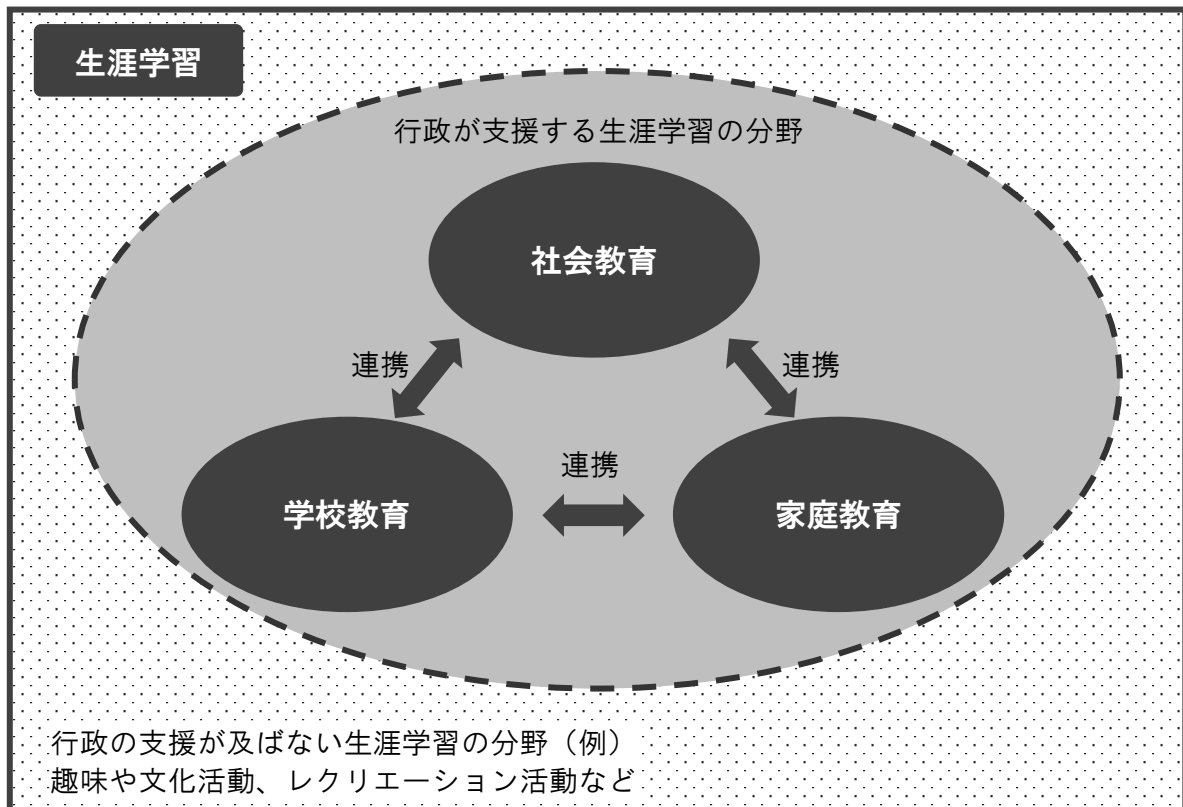 生涯学習
行政が支援する生涯学習の分野
社会教育
連携
連携
連携
学校教育
家庭教育
行政の支援が及ばない生涯学習の分野（例）
趣味や文化活動、レクリエーション活動など